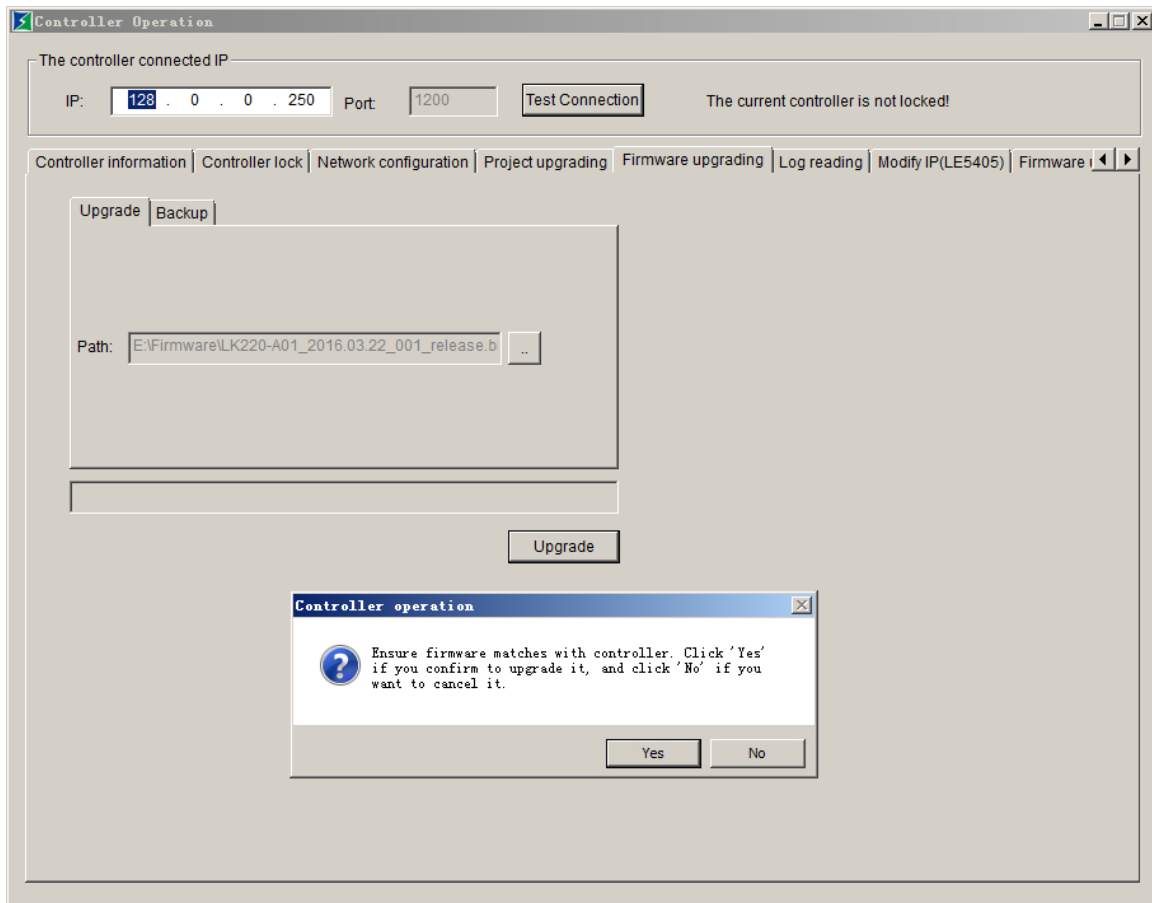 Controller Operation
The controller connected IP
IP: 128 . 0 . 0 . 250 Port: 1200 Test Connection The current controller is not locked!
Controller information Controller lock Network configuration Project upgrading Firmware upgrading Log reading Modify IP(LE5405) Firmware
Upgrade Backup
Path: E:\Firmware\LK220-A01_2016.03.22_001_release.b ..
Upgrade
Controller operation
Ensure firmware matches with controller. Click 'Yes'
if you confirm to upgrade it, and click 'No' if you
want to cancel it.
Yes No